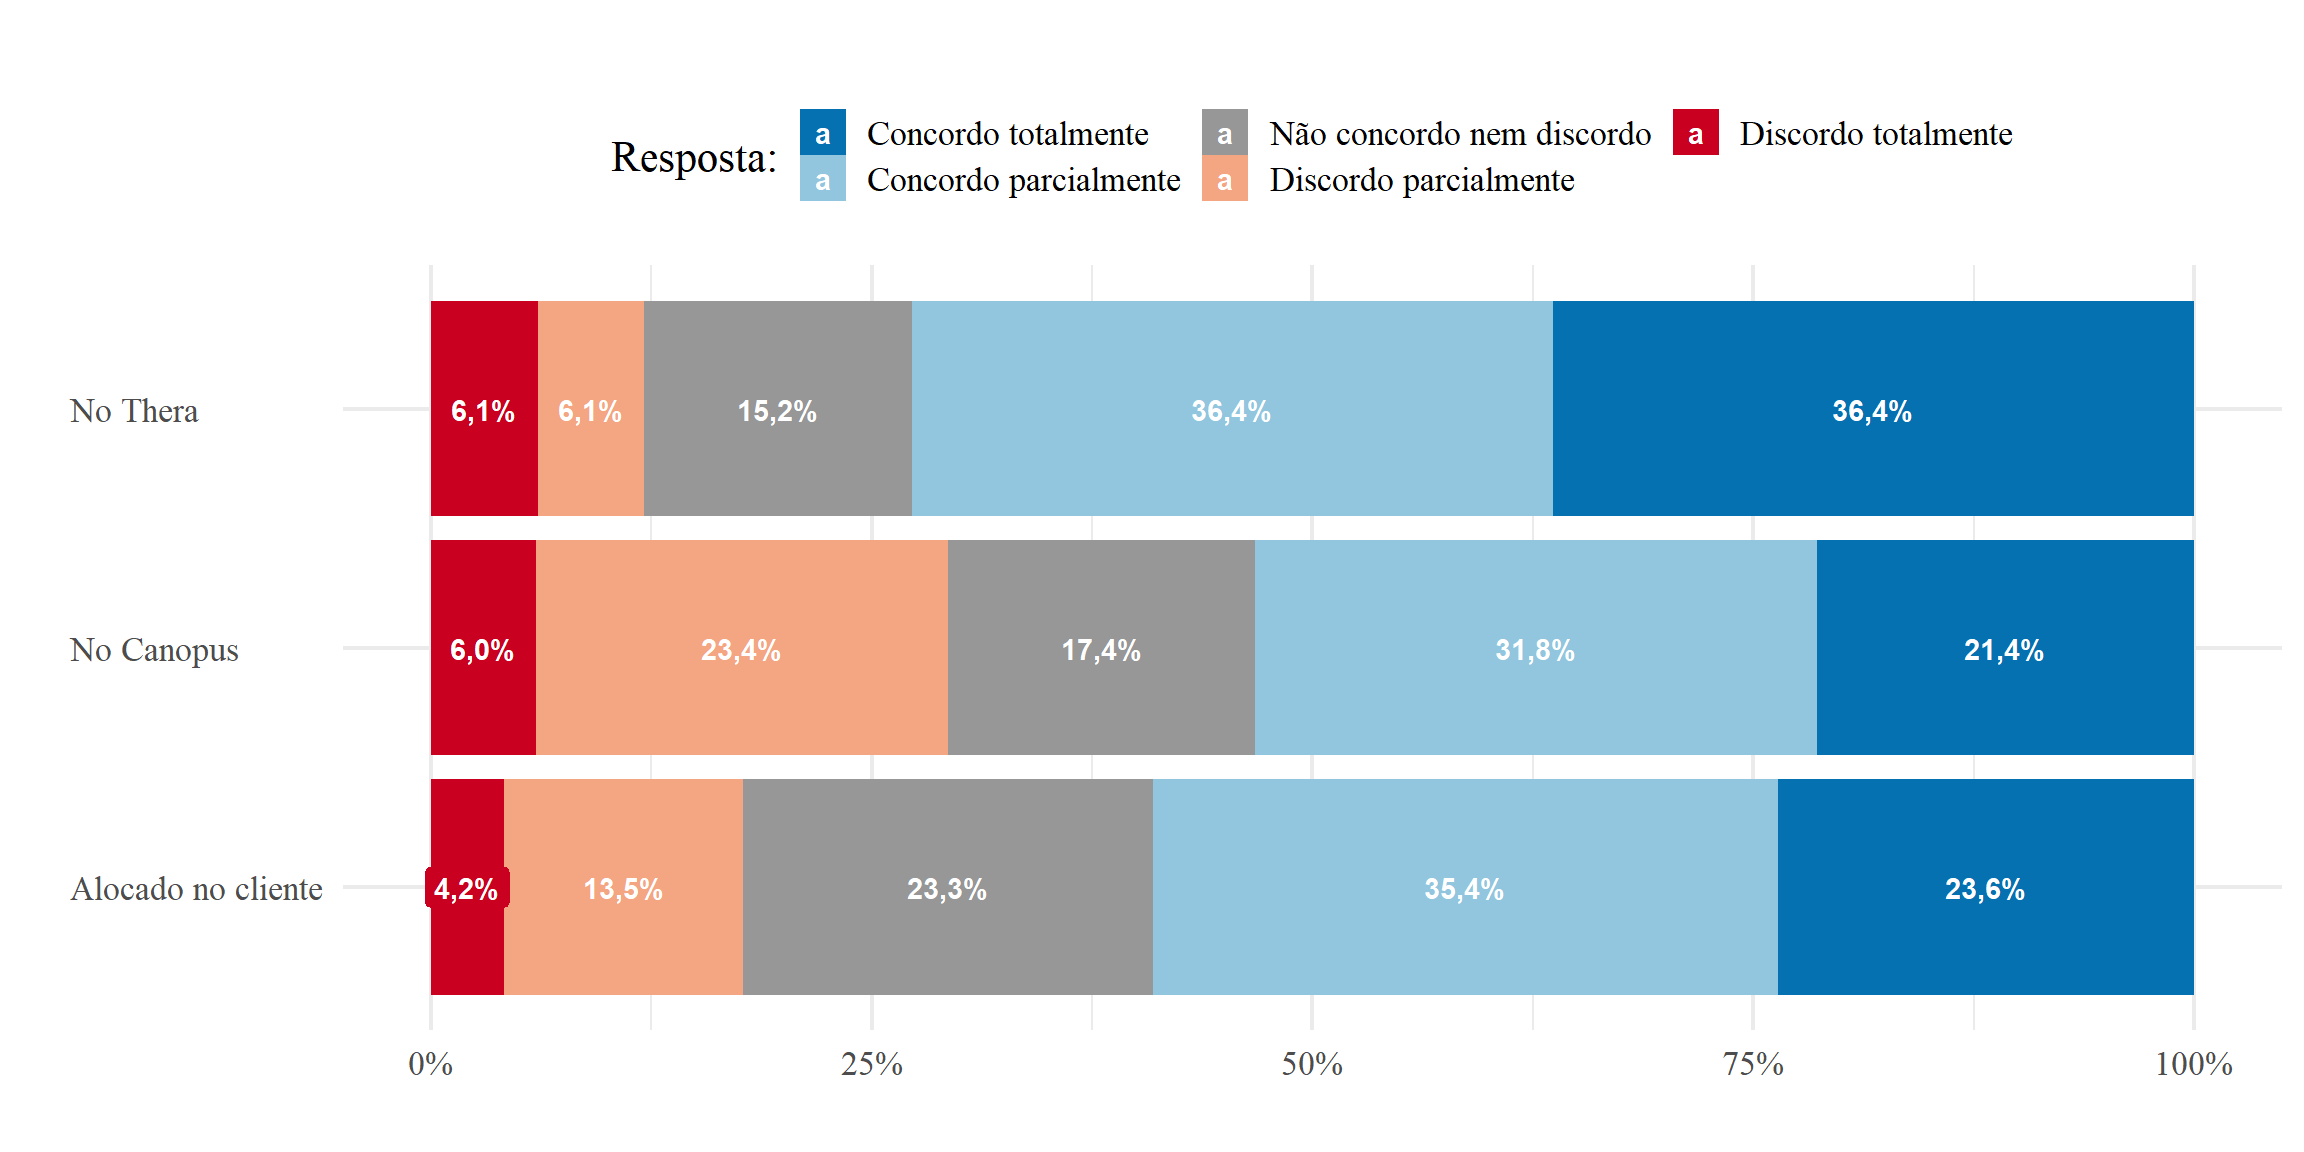 Resposta:
a Concordo totalmente a Não concordo nem discordo a Discordo totalmente
a Concordo parcialmente a Discordo parcialmente
No Thera 6,1% 6,1% 15,2% 36,4% 36,4%
No Canopus 6,0% 23,4% 17,4% 31,8% 21,4%
Alocado no cliente 4,2% 13,5% 23,3% 35,4% 23,6%
0% 25% 50% 75% 100%